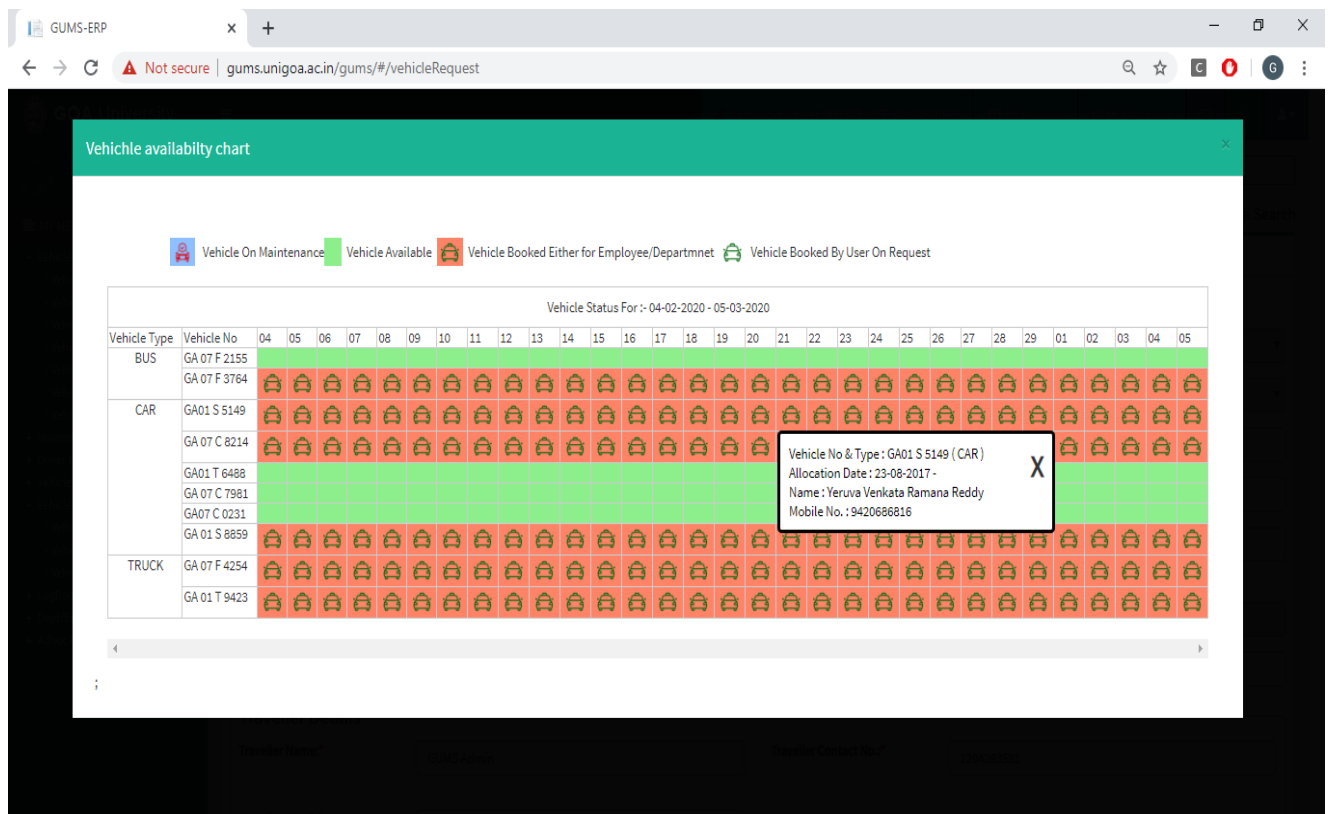 GUMS-ERP
Not secure | gums.unigoa.ac.in/gums/#/vehicleRequest
C
G
GOA
Vehichle availabilty chart
x
Vehicle On Maintenance Vehicle Available Vehicle Booked Either for Employee/Departmnet Vehicle Booked By User On Request
Vehicle Status For :- 04-02-2020 - 05-03-2020
Vehicle Type Vehicle No 04 05 06 07 08 09 10 11 12 13 14 15 16 17 18 19 20 21 22 23 24 25 26 27 28 29 01 02 03 04 05
BUS GA 07 F 2155
GA 07 F 3764
CAR GA01 S 5149
GA 07 C 8214
GA01 T 6488
GA 07 C 7981
GA07 C 0231
GA 01 S 8859
TRUCK GA 07 F 4254
GA 01 T 9423
Vehicle No & Type : GA01 S 5149 ( CAR )
X
Allocation Date : 23-08-2017 -
Name : Yeruva Venkata Ramana Reddy
Mobile No. : 9420686816
;
Traveller Name:* Traveller Contact No.:*